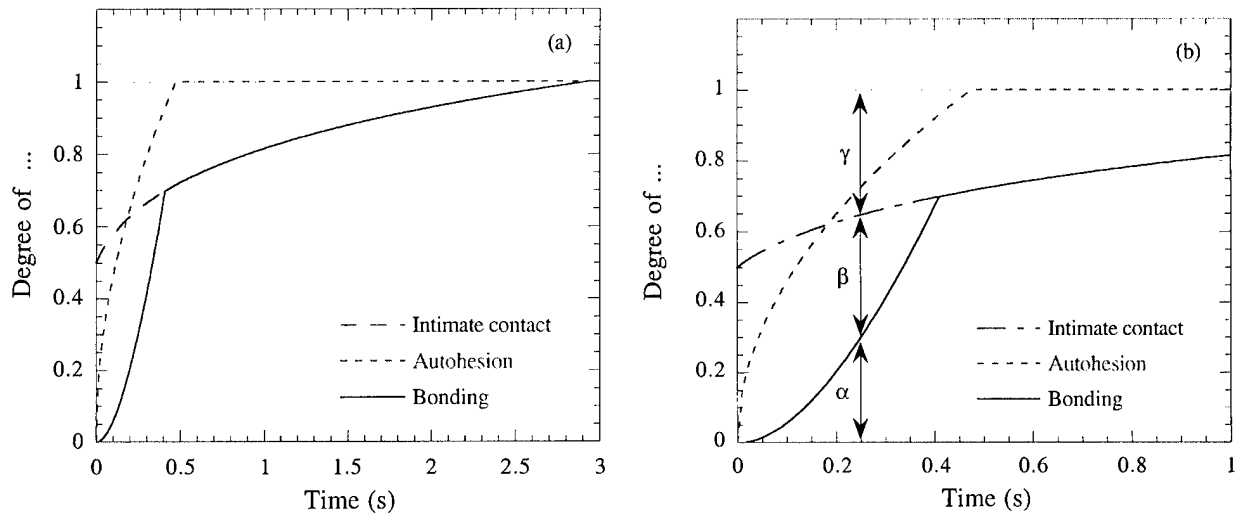 (a)
1
0.8
0.6
0.4
0.2
0
Degree of ...
Intimate contact
Autohesion
Bonding
0 0.5 1 1.5 2 2.5 3
Time (s)
(b)
1
0.8
0.6
0.4
0.2
0
Degree of ...
γ
β
α
Intimate contact
Autohesion
Bonding
0 0.2 0.4 0.6 0.8 1
Time (s)